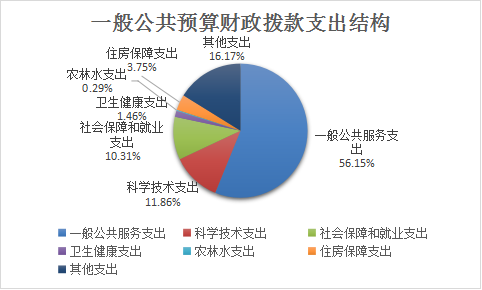 一般公共预算财政拨款支出结构
其他支出
16.17%
住房保障支出
3.75%
农林水支出
0.29%
卫生健康支出
1.46%
社会保障和就业
支出
10.31%
科学技术支出
11.86%
一般公共服务支
出
56.15%
一般公共服务支出 科学技术支出 社会保障和就业支出
卫生健康支出 农林水支出 住房保障支出
其他支出